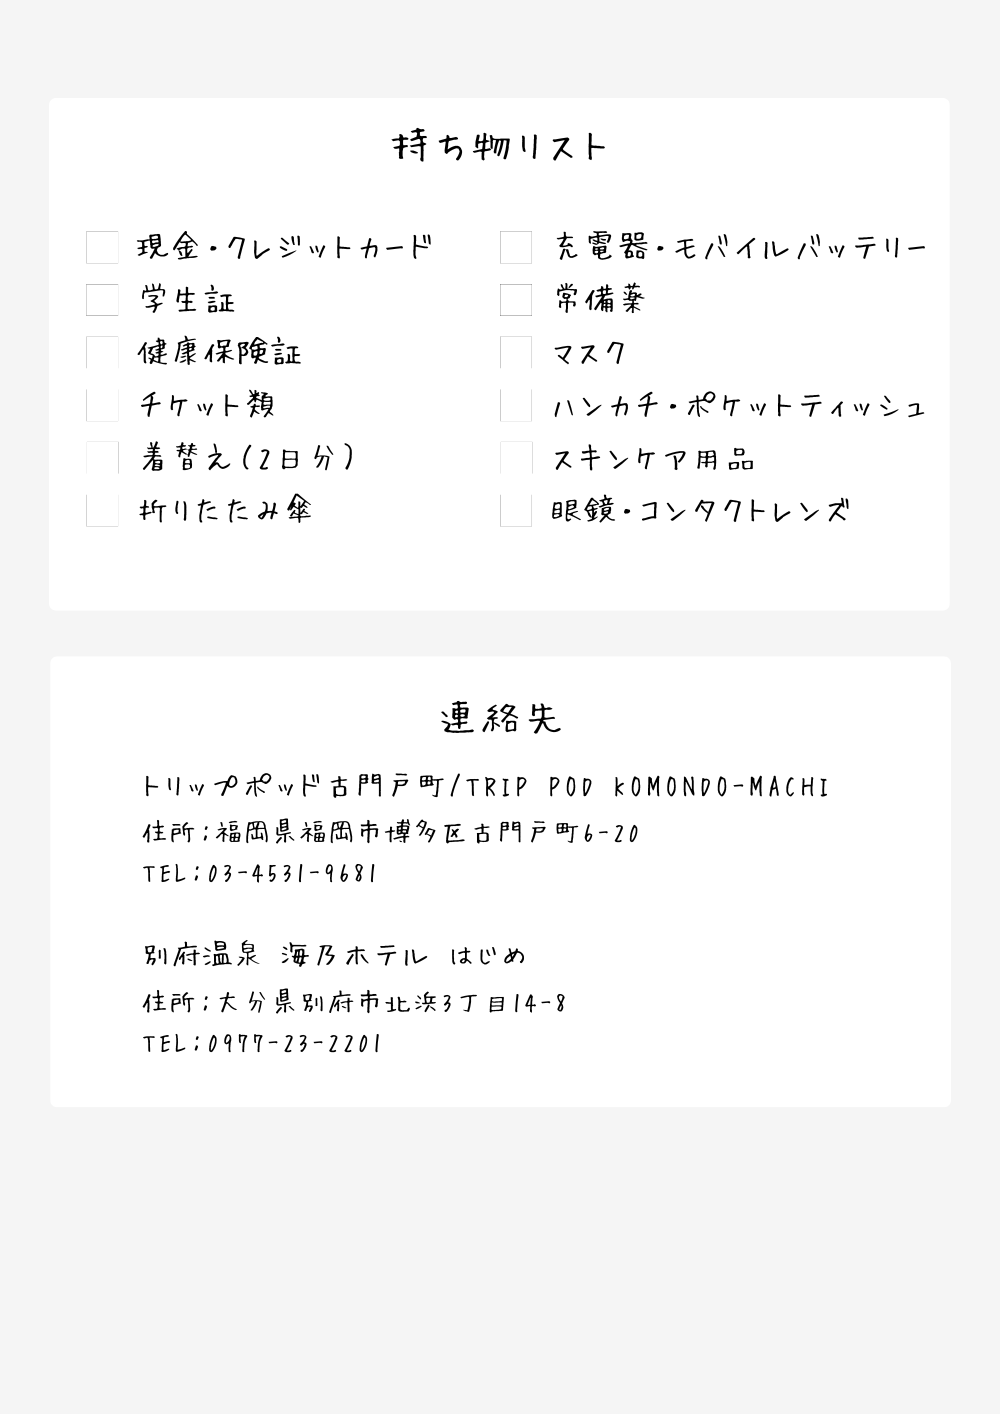 持ち物リスト
現金・クレジットカード
学生証
健康保険証
チケット類
着替え(2日分)
折りたたみ傘
充電器・モバイルバッテリー
常備薬
マスク
ハンカチ・ポケットティッシュ
スキンケア用品
眼鏡・コンタクトレンズ
連絡先
トリップポッド古門戸町/TRIP POD KOMONDO-MACHI
住所:福岡県福岡市博多区古門戸町6-20
TEL:03-4531-9681
別府温泉 海乃ホテル はじめ
住所:大分県別府市北浜3丁目14-8
TEL:0977-23-2201